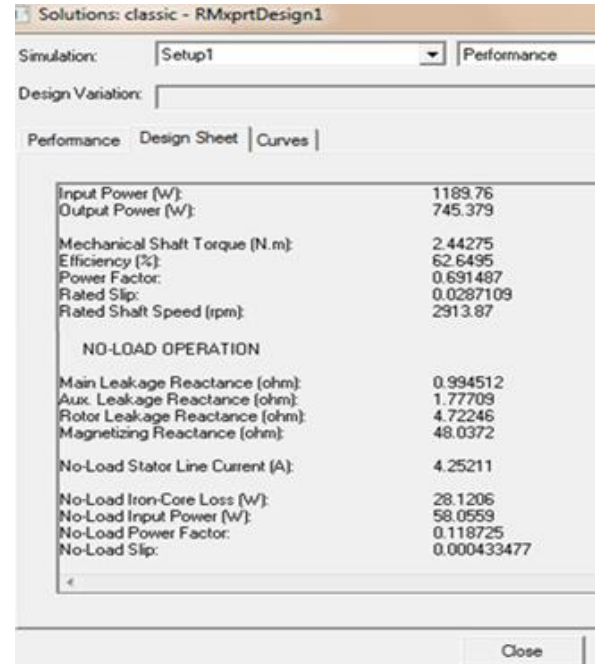 Solutions: classic - RMxprtDesign1
Simulation: Setup1 Performance
Design Variation:
Performance Design Sheet Curves
Input Power (W): 1189.76
Output Power (W): 745.379
Mechanical Shaft Torque (N.m): 2.44275
Efficiency (%): 62.6495
Power Factor: 0.691487
Rated Slip: 0.0287109
Rated Shaft Speed (rpm): 2913.87
NO-LOAD OPERATION
Main Leakage Reactance (ohm): 0.994512
Aux. Leakage Reactance (ohm): 1.77709
Rotor Leakage Reactance (ohm): 4.72246
Magnetizing Reactance (ohm): 48.0372
No-Load Stator Line Current (A): 4.25211
No-Load Iron-Core Loss (W): 28.1206
No-Load Input Power (W): 58.0559
No-Load Power Factor: 0.118725
No-Load Slip: 0.000433477
Close